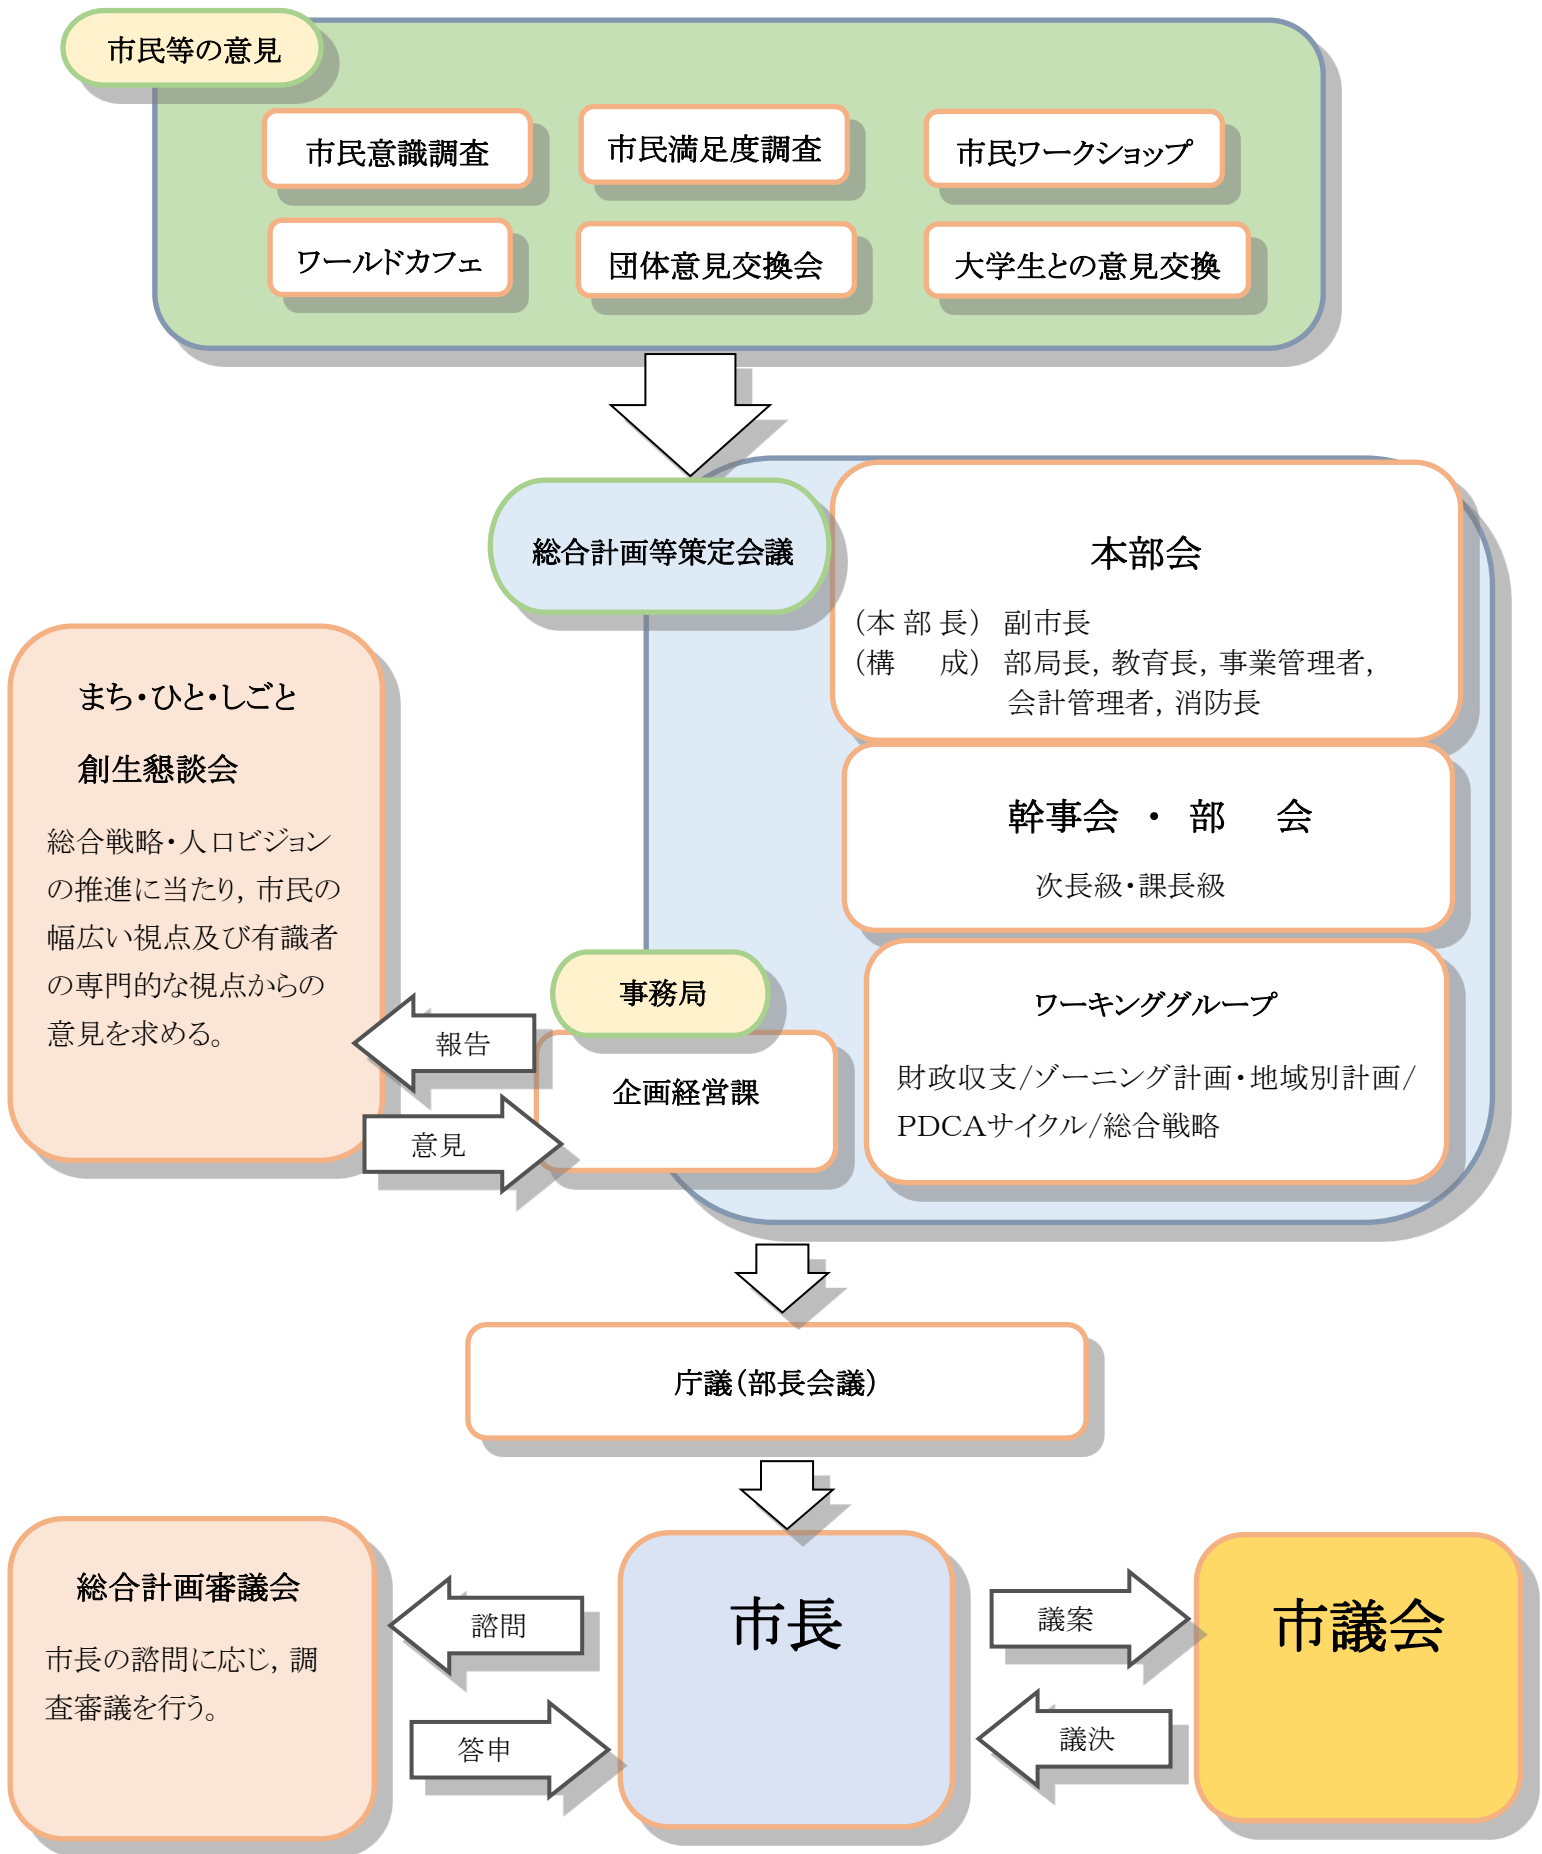 市民等の意見
市民意識調査
市民満足度調査
市民ワークショップ
ワールドカフェ
団体意見交換会
大学生との意見交換
総合計画等策定会議
本部会
（本 部 長）　副市長
（構　　成）　部局長，教育長，事業管理者，
会計管理者，消防長
幹事会　・　部　　会
次長級・課長級
ワーキンググループ
財政収支/ゾーニング計画・地域別計画/
PDCAサイクル/総合戦略
まち・ひと・しごと
創生懇談会
総合戦略・人口ビジョン
の推進に当たり，市民の
幅広い視点及び有識者
の専門的な視点からの
意見を求める。
事務局
企画経営課
報告
意見
庁議（部長会議）
総合計画審議会
市長の諮問に応じ，調
査審議を行う。
諮問
答申
市長
議案
議決
市議会